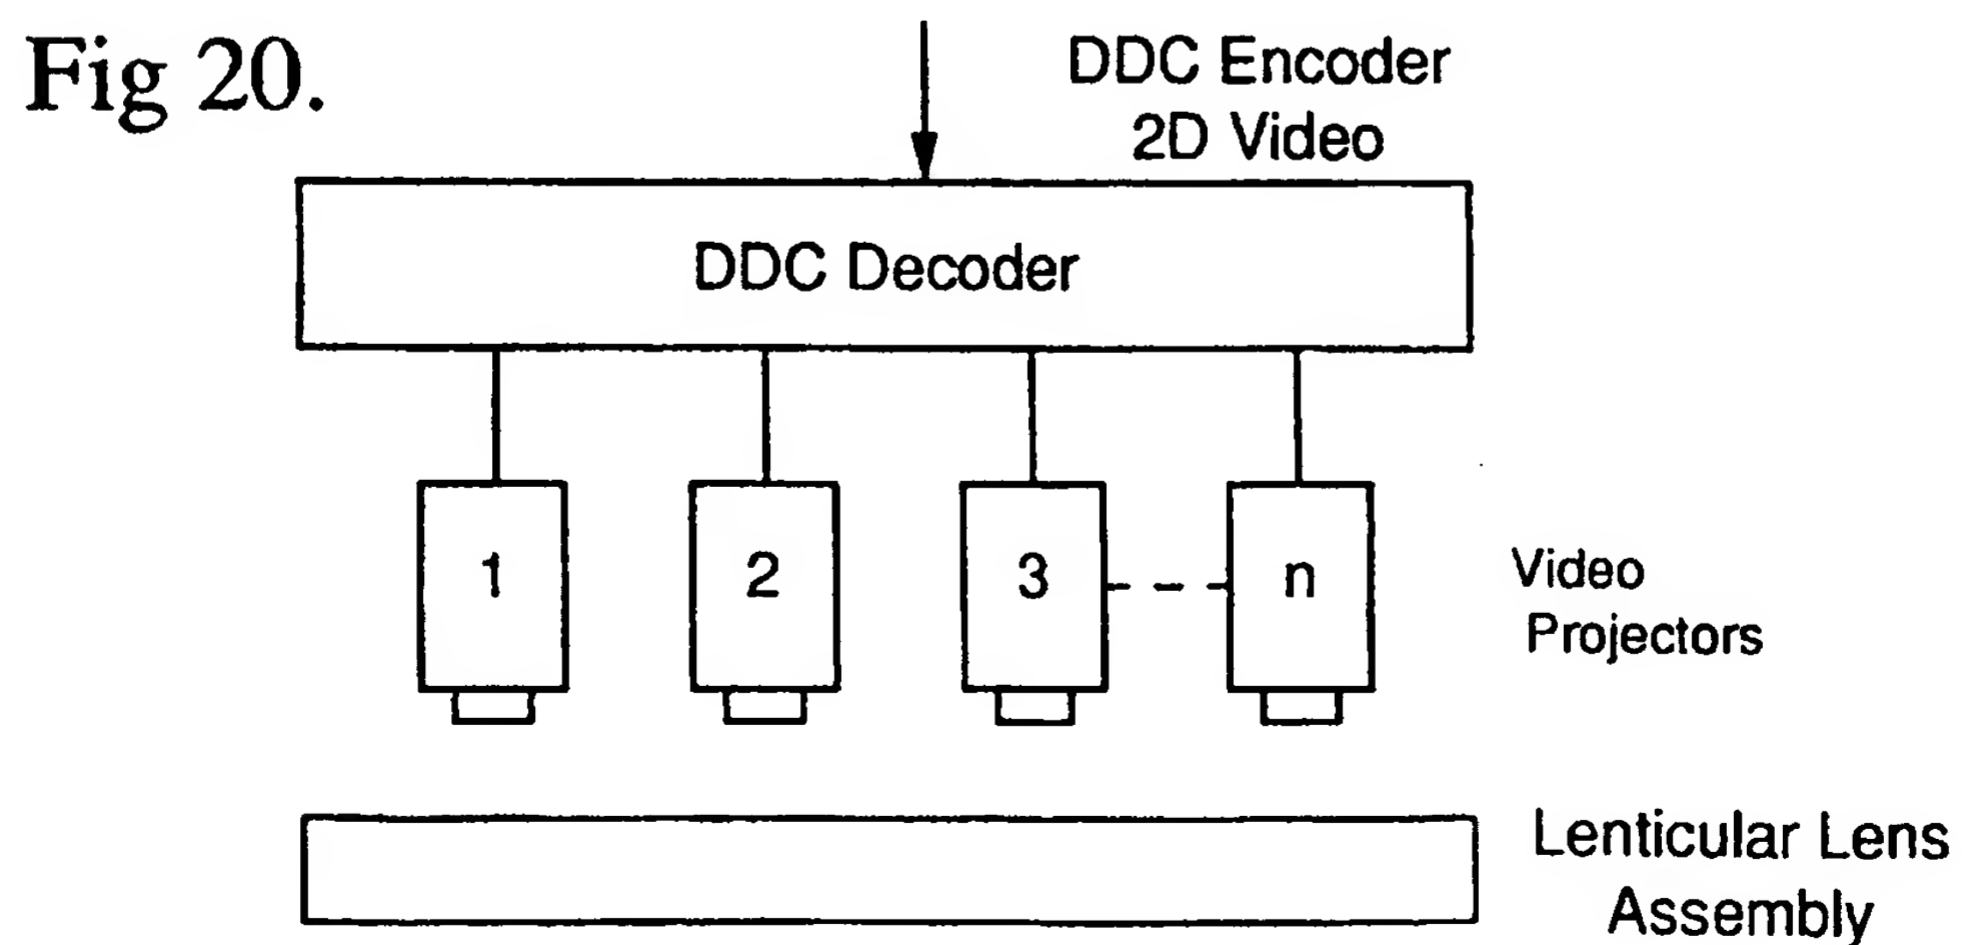 Fig 20.
DDC Encoder
2D Video
DDC Decoder
1 2 3 n
Video
Projectors
Lenticular Lens
Assembly